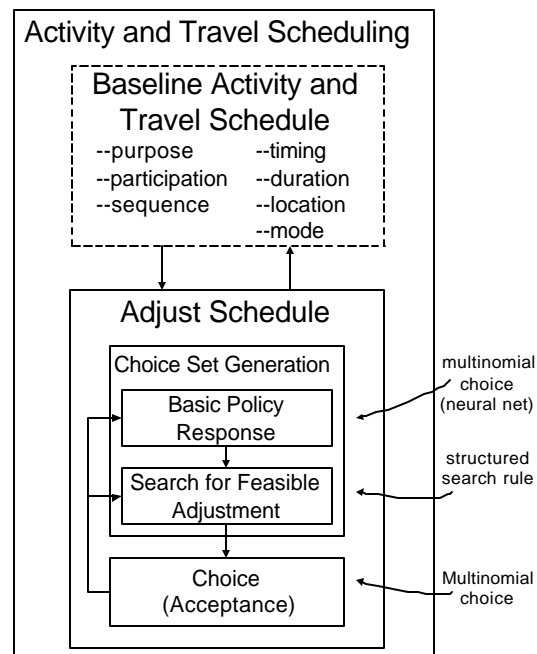 Activity and Travel Scheduling
Baseline Activity and
Travel Schedule
--purpose
--participation
--sequence
--timing
--duration
--location
--mode
Adjust Schedule
Choice Set Generation
Basic Policy
Response
Search for Feasible
Adjustment
Choice
(Acceptance)
multinomial
choice
(neural net)
structured
search rule
Multinomial
choice